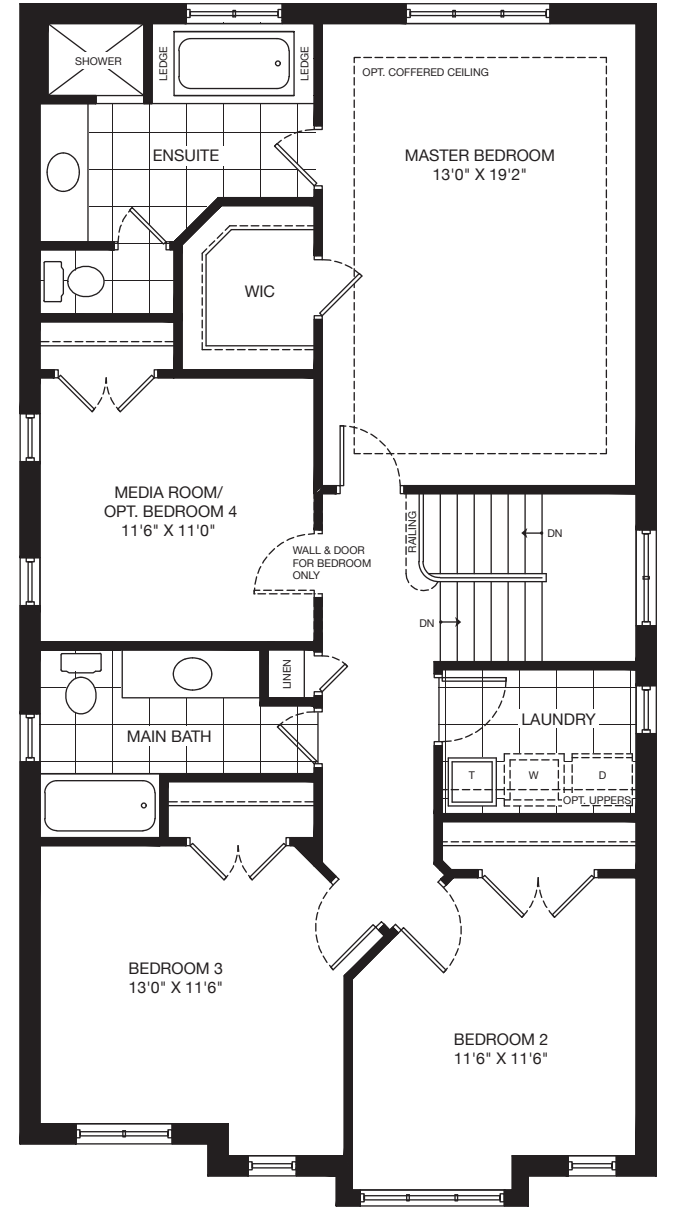 SHOWER
LEDGE
LEDGE
OPT. COFFERED CEILING
ENSUITE
MASTER BEDROOM
13'0" X 19'2"
WIC
MEDIA ROOM/
OPT. BEDROOM 4
11'6" X 11'0"
WALL & DOOR
FOR BEDROOM
ONLY
RAILING
DN
DN
LINEN
MAIN BATH
LAUNDRY
T
W
D
OPT. UPPERS
BEDROOM 3
13'0" X 11'6"
BEDROOM 2
11'6" X 11'6"